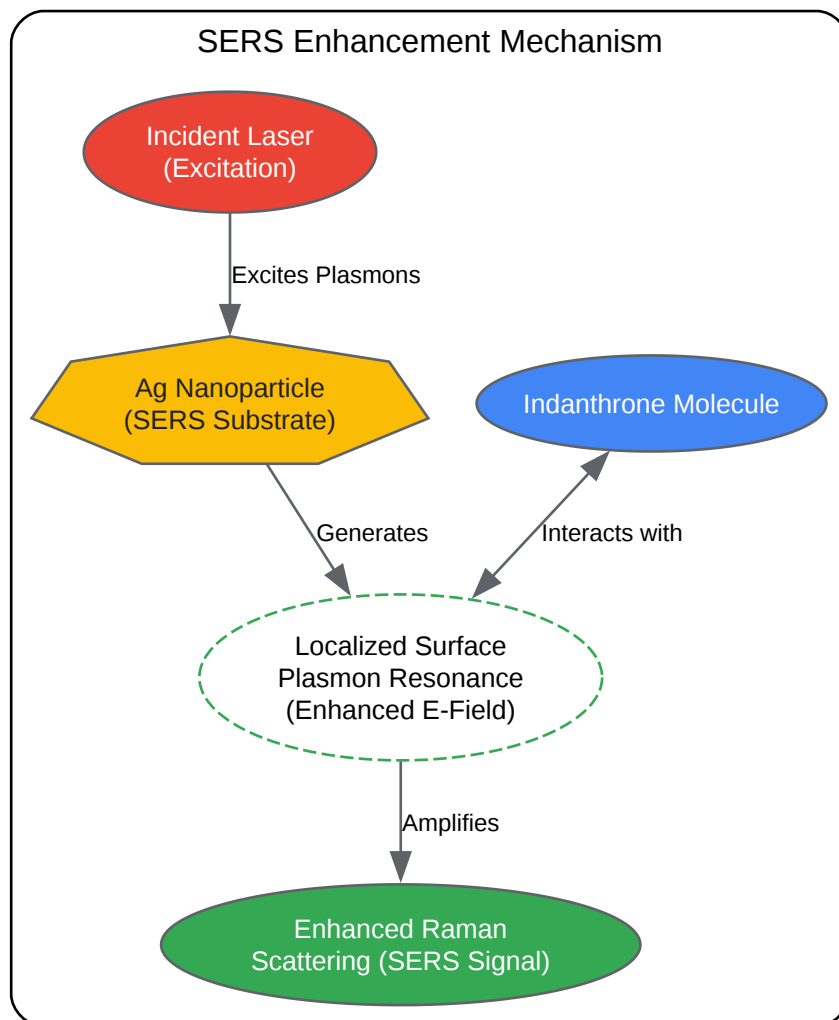 SERS Enhancement Mechanism
Incident Laser
(Excitation)
Excites Plasmons
Ag Nanoparticle
(SERS Substrate)
Indanthrone Molecule
Generates
Interacts with
Localized Surface
Plasmon Resonance
(Enhanced E-Field)
Amplifies
Enhanced Raman
Scattering (SERS Signal)